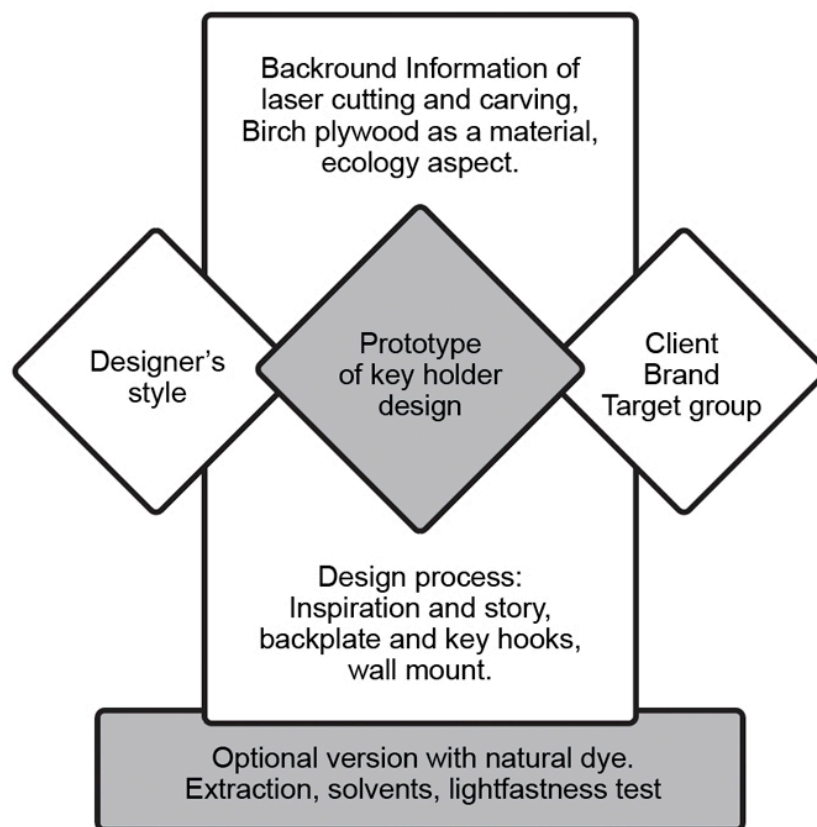 Backround Information of
laser cutting and carving,
Birch plywood as a material,
ecology aspect.
Designer’s
style
Prototype
of key holder
design
Client
Brand
Target group
Design process:
Inspiration and story,
backplate and key hooks,
wall mount.
Optional version with natural dye.
Extraction, solvents, lightfastness test